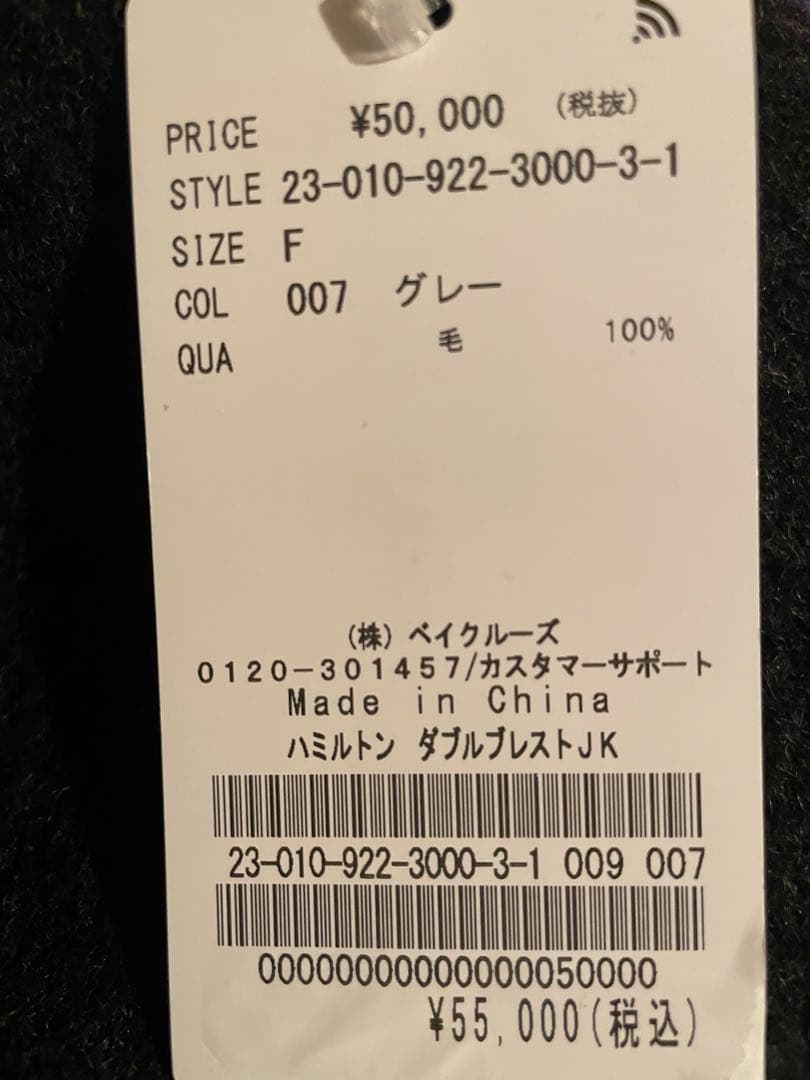 PRICE ¥50,000 (税抜)
STYLE 23-010-922-3000-3-1
SIZE F
COL 007 グレー
QUA 毛 100%
(株) ベイクルーズ
0120-301457/カスタマーサポート
Made in China
ハミルトン ダブルブレストJK
23-010-922-3000-3-1 009 007
00000000000000050000
¥55,000(税込)